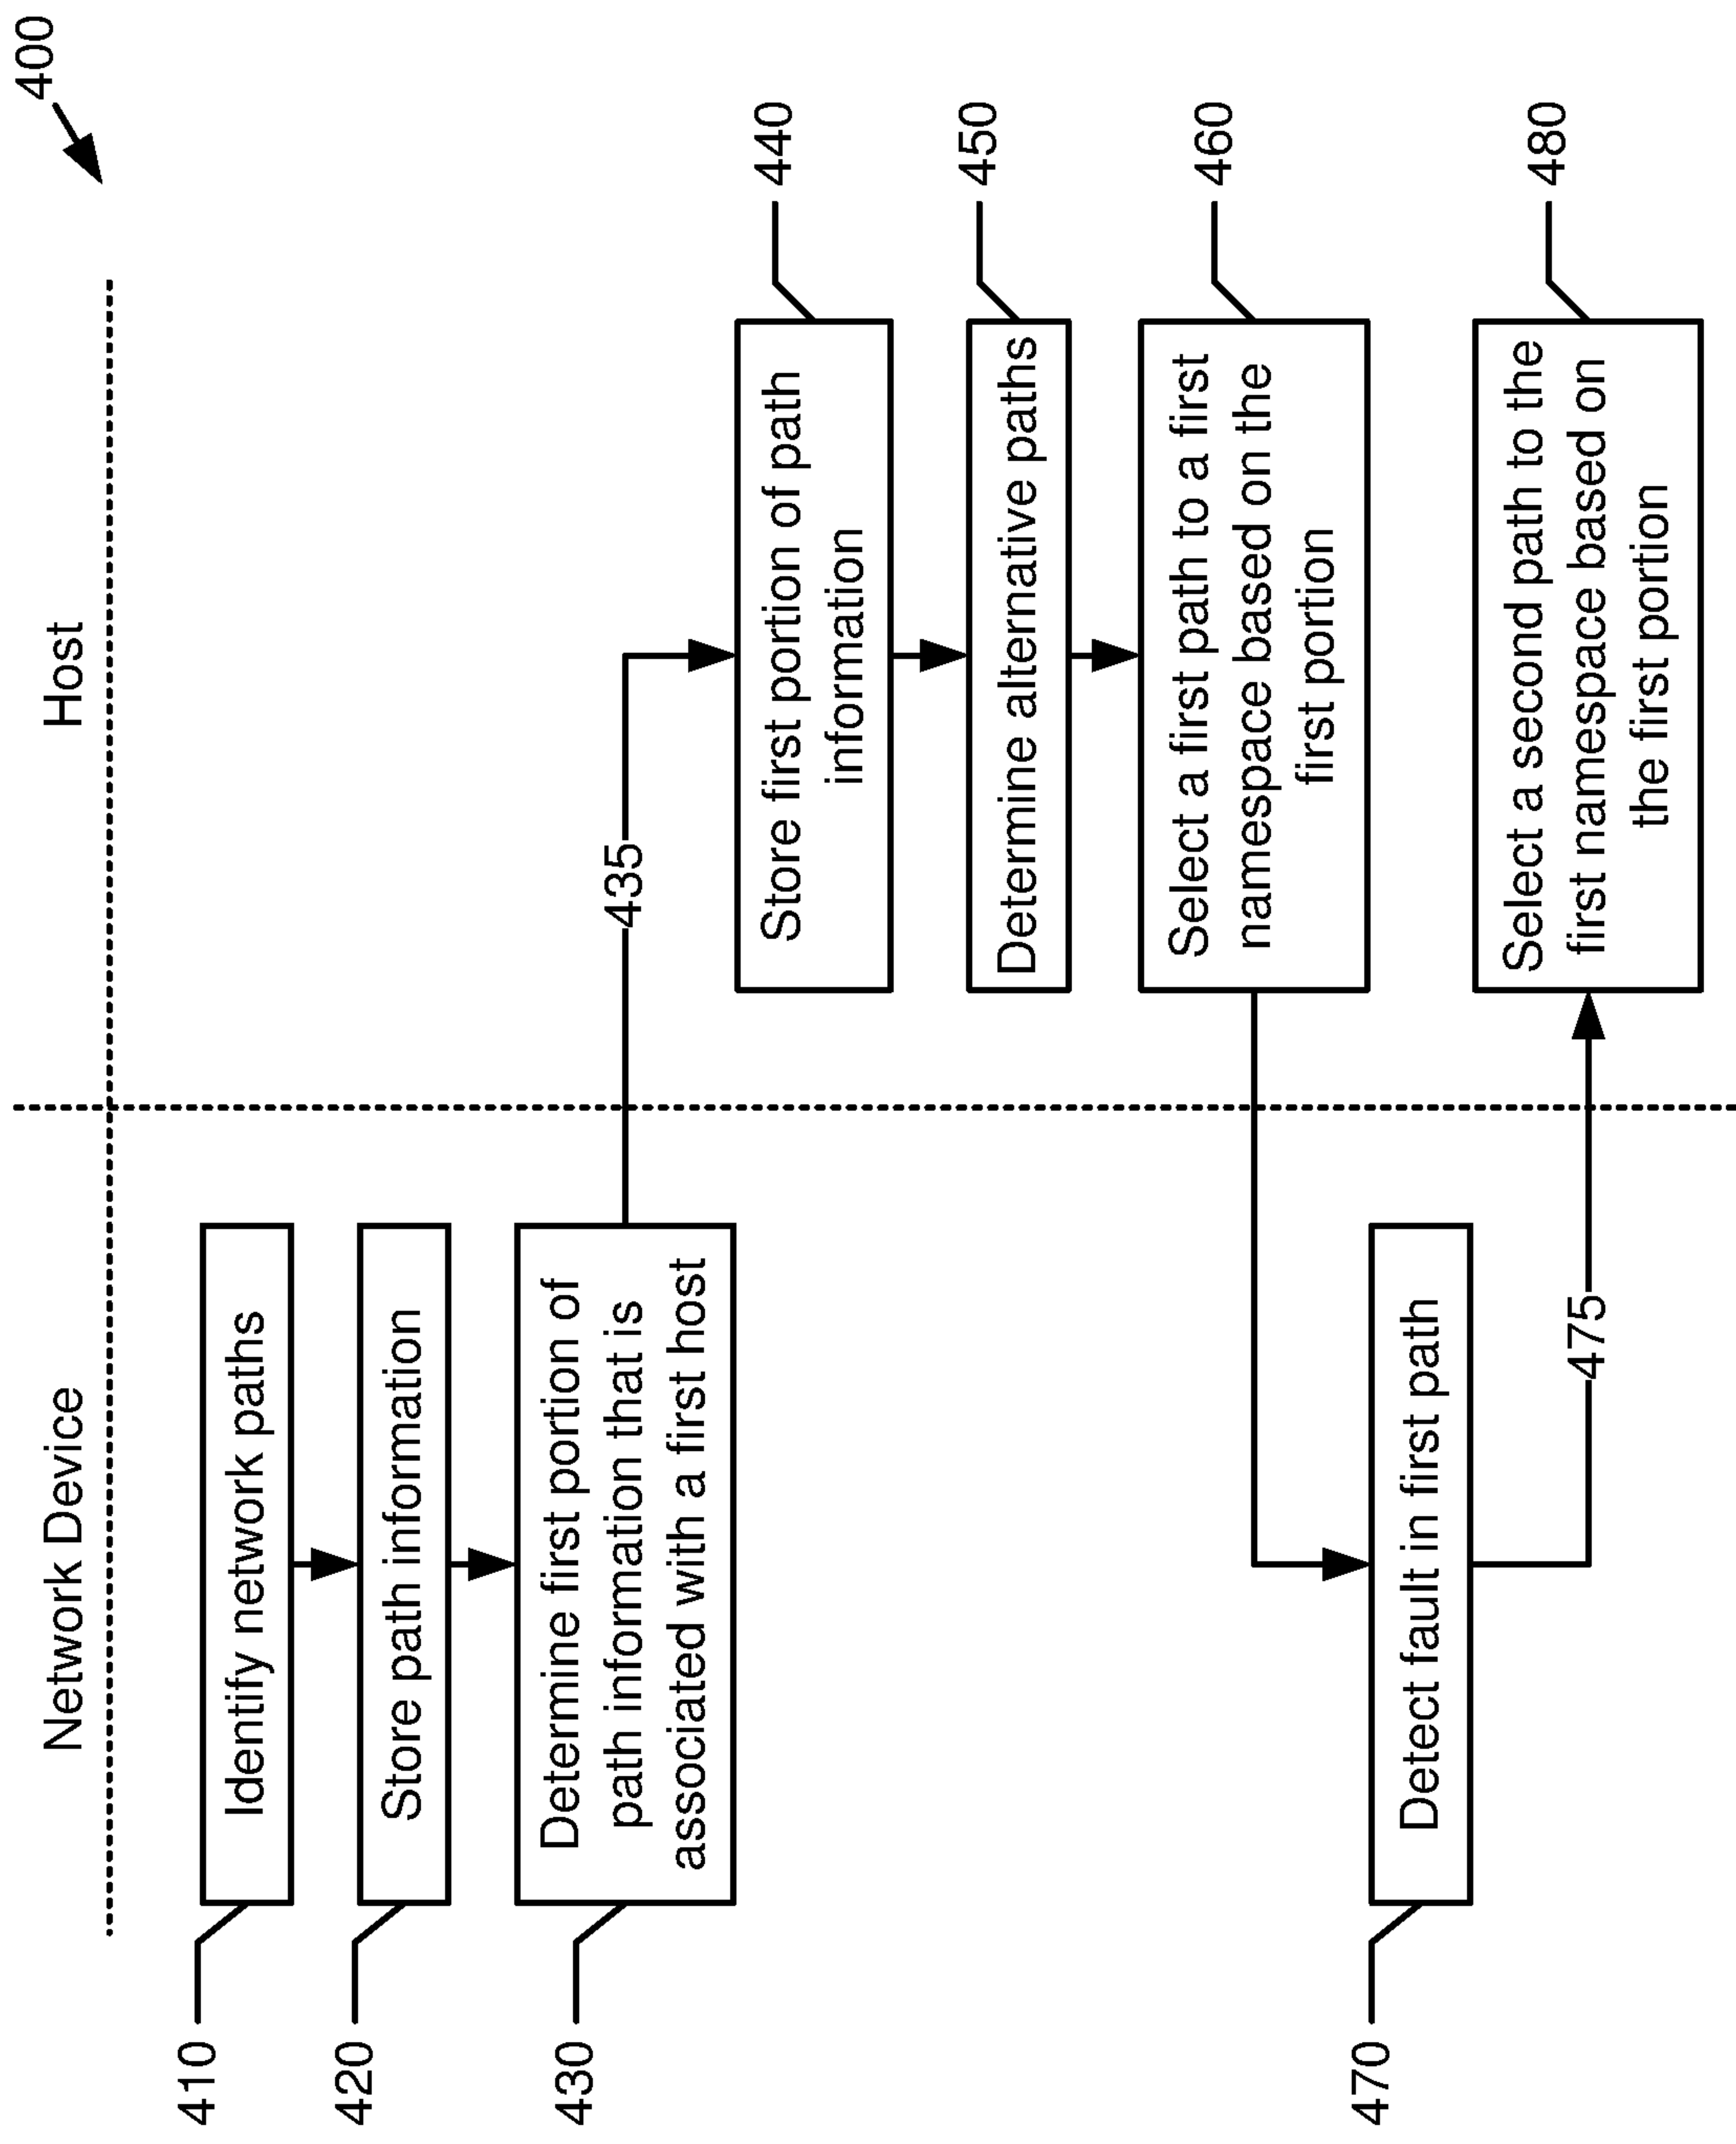 400
Network Device
Host
410
Identify network paths
420
Store path information
430
Determine first portion of
path information that is
associated with a first host
435
Store first portion of path
information
440
Determine alternative paths
450
Select a first path to a first
namespace based on the
first portion
460
470
Detect fault in first path
475
Select a second path to the
first namespace based on
the first portion
480